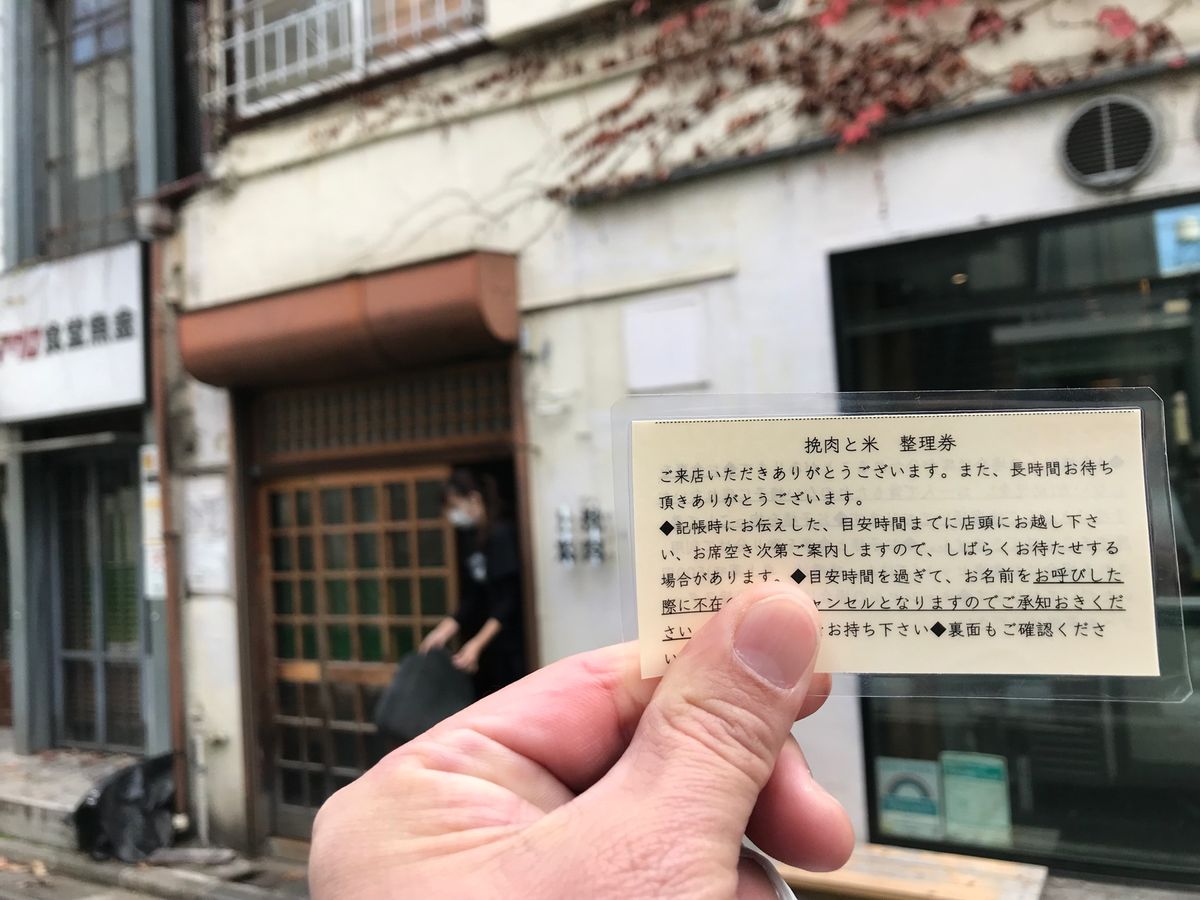 食堂魚金
挽肉と米
挽肉と米 整理券
ご来店いただきありがとうございます。また、長時間お待ち
頂きありがとうございます。
◆記帳時にお伝えした、目安時間までに店頭にお越し下さ
い、お席空き次第ご案内しますので、しばらくお待たせする
場合があります。◆目安時間を過ぎて、お名前をお呼びした
際に不在の ャンセルとなりますのでご承知おきくだ
さい お持ち下さい◆裏面もご確認くださ
い